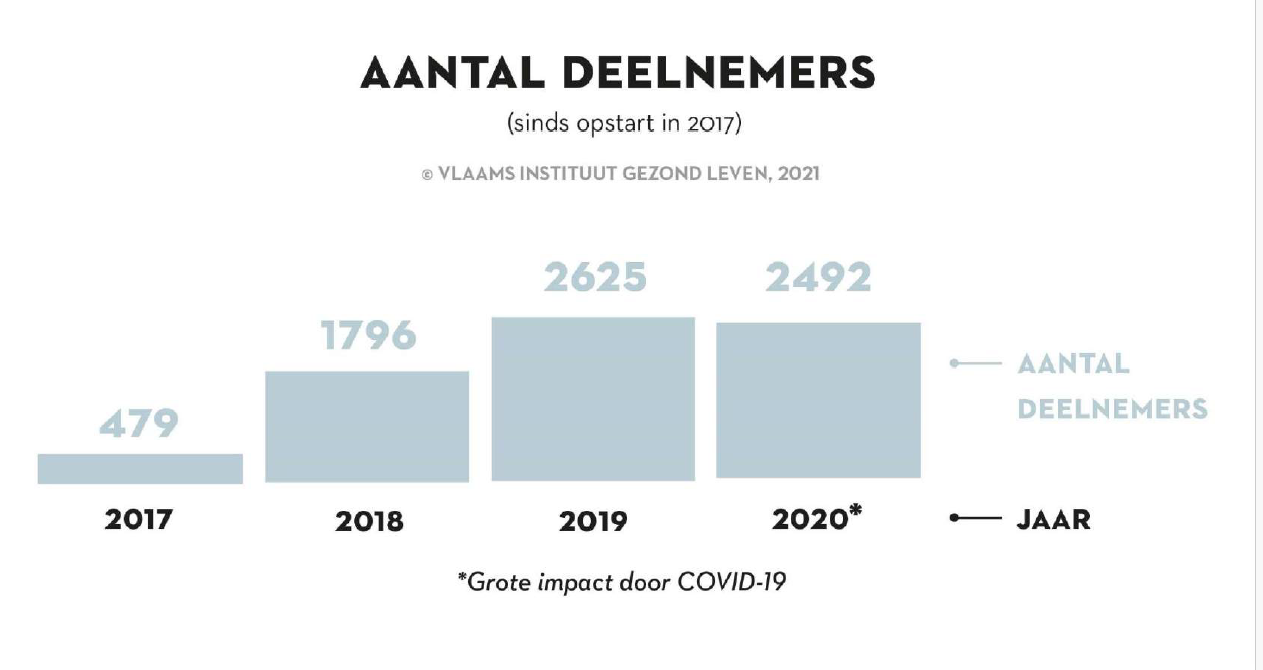 AANTAL DEELNEMERS
(sinds opstart in 2017)
© VLAAMS INSTITUUT GEZOND LEVEN, 2021
479
1796
2625
2492
AANTAL
DEELNEMERS
2017
2018
2019
2020*
JAAR
*Grote impact door COVID-19